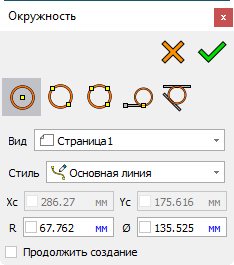 Окружность
Вид Страница1
Стиль Основная линия
Xc 286.27 мм Yc 175.616 мм
R 67.762 мм Ø 135.525 мм
Продолжить создание